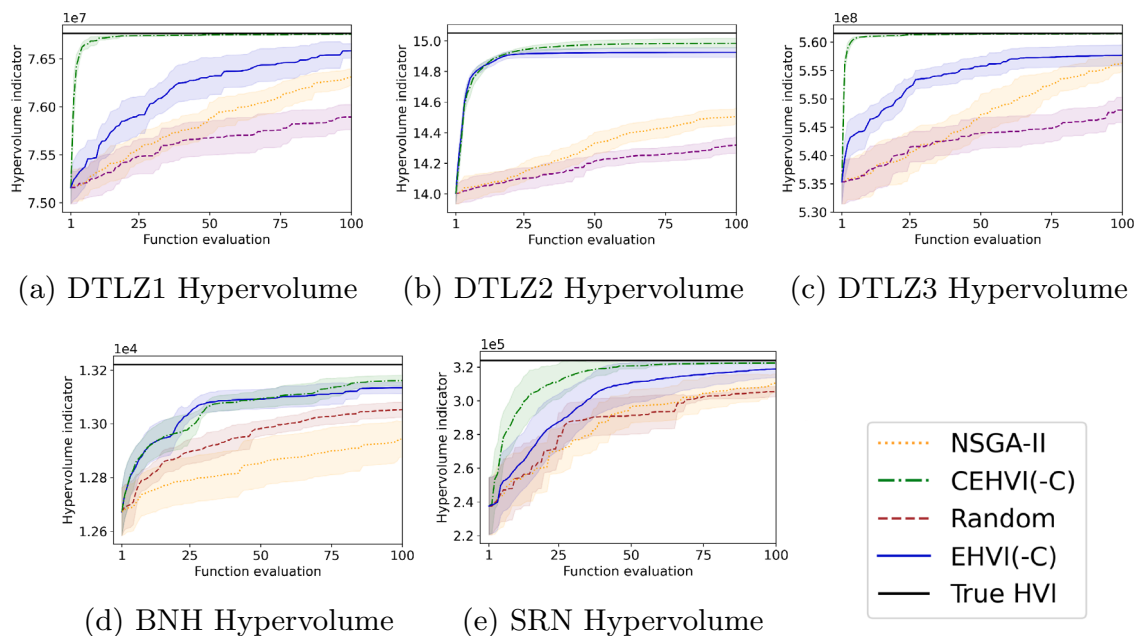 1e7
Hypervolume indicator
7.65
7.60
7.55
7.50
1 25 50 75 100
Function evaluation
(a) DTLZ1 Hypervolume
Hypervolume indicator
15.0
14.8
14.6
14.4
14.2
14.0
1 25 50 75 100
Function evaluation
(b) DTLZ2 Hypervolume
1e8
Hypervolume indicator
5.60
5.55
5.50
5.45
5.40
5.35
5.30
1 25 50 75 100
Function evaluation
(c) DTLZ3 Hypervolume
1e4
Hypervolume indicator
1.32
1.30
1.28
1.26
1 25 50 75 100
Function evaluation
(d) BNH Hypervolume
1e5
Hypervolume indicator
3.2
3.0
2.8
2.6
2.4
2.2
1 25 50 75 100
Function evaluation
(e) SRN Hypervolume
NSGA-II
CEHVI(-C)
Random
EHVI(-C)
True HVI